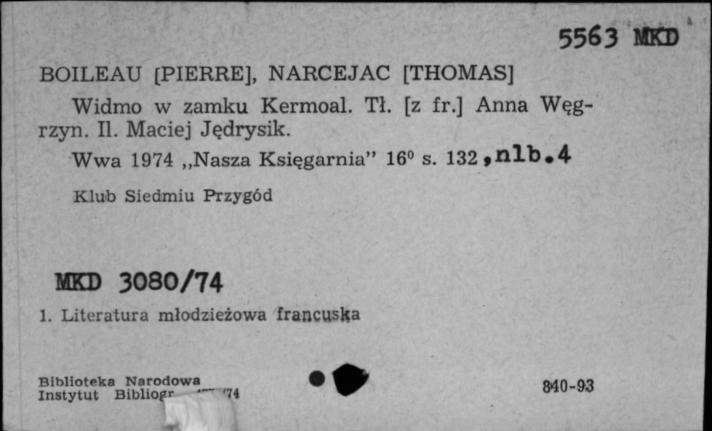 5563 MKD
BOILEAU [PIERRE], NARCEJAC [THOMAS]
Widmo w zamku Kermoal. Tł. [z fr.] Anna Węg-
rzyn. Il. Maciej Jędrysik.
Wwa 1974 „Nasza Księgarnia” 16⁰ s. 132, nlb. 4
Klub Siedmiu Przygód
MKD 3080/74
1. Literatura młodzieżowa francuska
Biblioteka Narodowa
Instytut Bibliogr /74
840-93